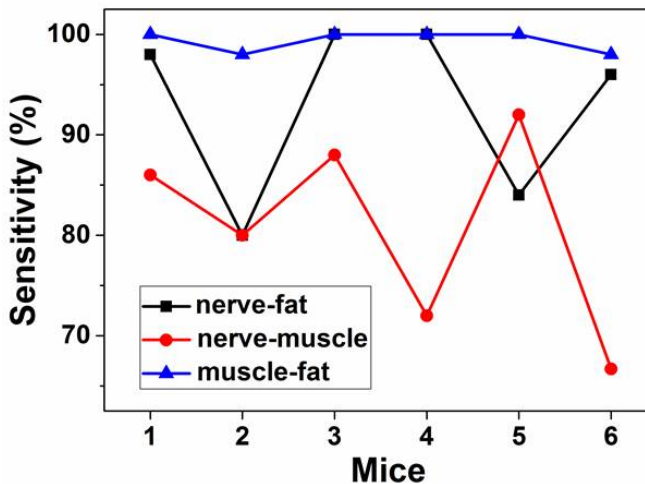 Sensitivity (%)
100
90
80
70
nerve-fat
nerve-muscle
muscle-fat
1 2 3 4 5 6
Mice